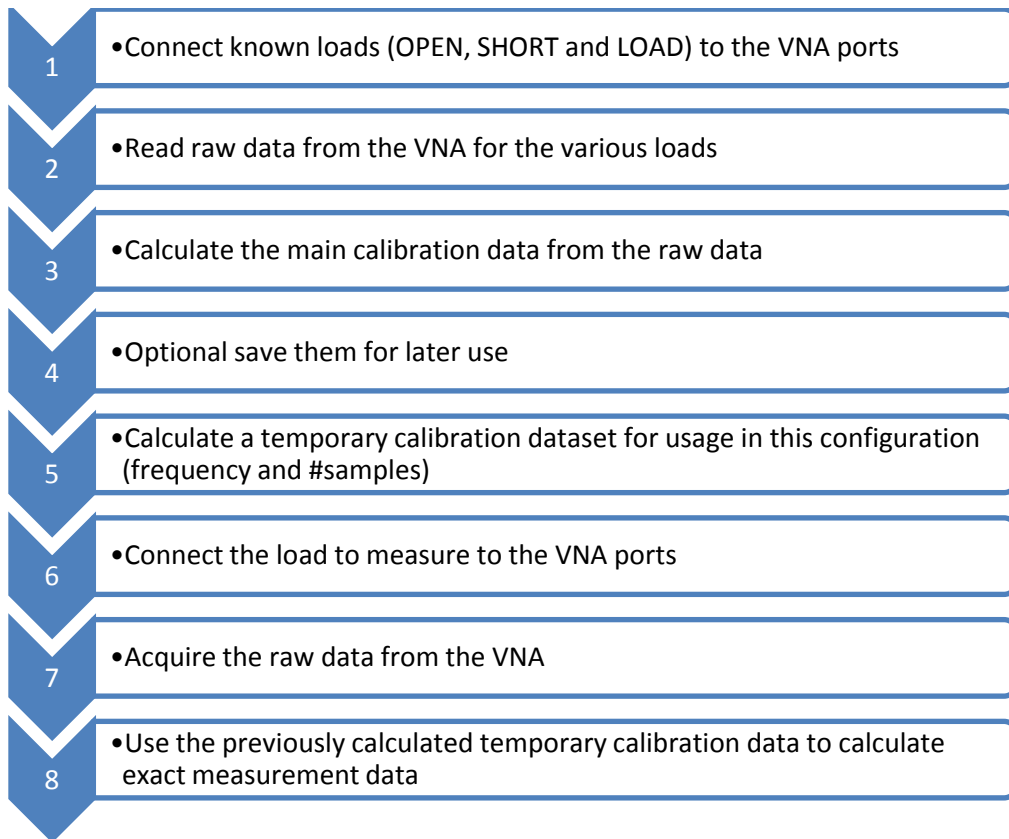 1
•Connect known loads (OPEN, SHORT and LOAD) to the VNA ports
2
•Read raw data from the VNA for the various loads
3
•Calculate the main calibration data from the raw data
4
•Optional save them for later use
5
•Calculate a temporary calibration dataset for usage in this configuration
(frequency and #samples)
6
•Connect the load to measure to the VNA ports
7
•Acquire the raw data from the VNA
8
•Use the previously calculated temporary calibration data to calculate
exact measurement data